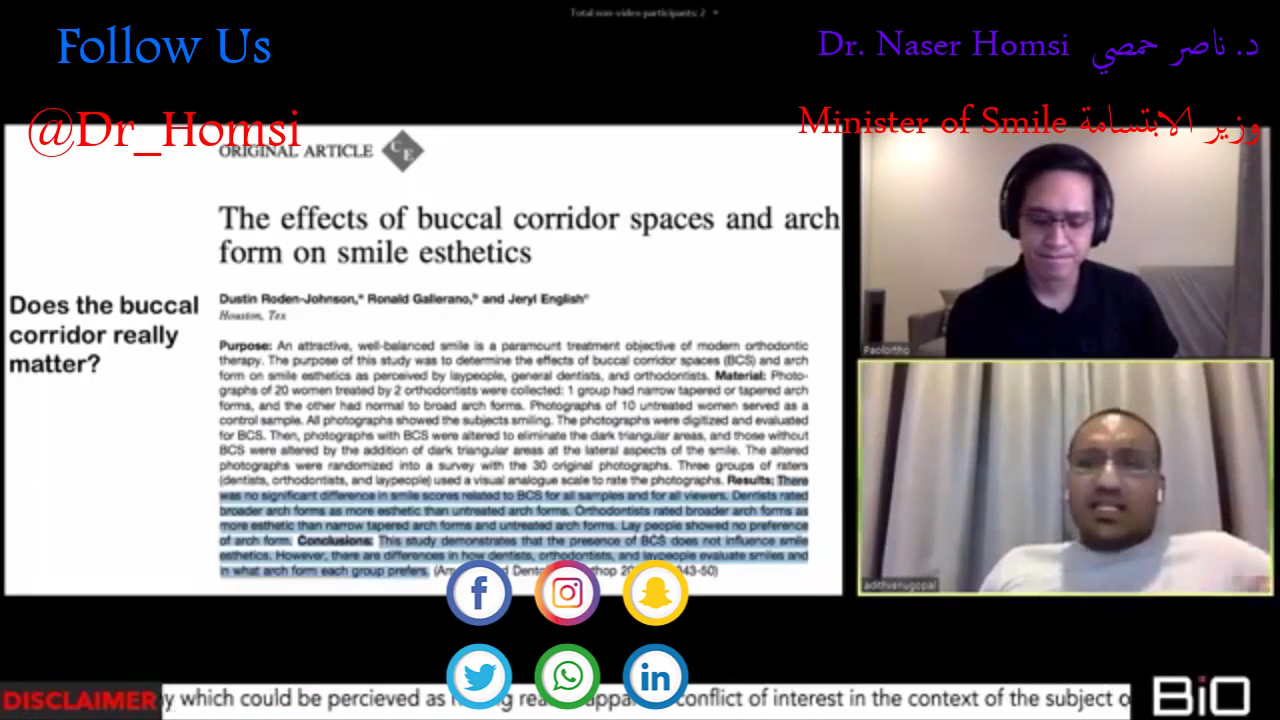 Total non-video participants: 2
Follow Us
Dr. Naser Homsi د. ناصر حمصي
@Dr_Homsi
Minister of Smile وزير الابتسامة
ORIGINAL ARTICLE CE
The effects of buccal corridor spaces and arch
form on smile esthetics
Does the buccal
corridor really
matter?
Dustin Roden-Johnson,ᵃ Ronald Gallerano,ᵇ and Jeryl Englishᶜ
Houston, Tex
Purpose: An attractive, well-balanced smile is a paramount treatment objective of modern orthodontic
therapy. The purpose of this study was to determine the effects of buccal corridor spaces (BCS) and arch
form on smile esthetics as perceived by laypeople, general dentists, and orthodontists. Material: Photo-
graphs of 20 women treated by 2 orthodontists were collected: 1 group had narrow tapered or tapered arch
forms, and the other had normal to broad arch forms. Photographs of 10 untreated women served as a
control sample. All photographs showed the subjects smiling. The photographs were digitized and evaluated
for BCS. Then, photographs with BCS were altered to eliminate the dark triangular areas, and those without
BCS were altered by the addition of dark triangular areas at the lateral aspects of the smile. The altered
photographs were randomized into a survey with the 30 original photographs. Three groups of raters
(dentists, orthodontists, and laypeople) used a visual analogue scale to rate the photographs. Results: There
was no significant difference in smile scores related to BCS for all samples and for all viewers. Dentists rated
broader arch forms as more esthetic than untreated arch forms. Orthodontists rated broader arch forms as
more esthetic than narrow tapered arch forms and untreated arch forms. Lay people showed no preference
of arch form. Conclusions: This study demonstrates that the presence of BCS does not influence smile
esthetics. However, there are differences in how dentists, orthodontists, and laypeople evaluate smiles and
in what arch form each group prefers. (Am 343-50)
Paolortho
adithienugopal
DISCLAIMER y which could be percieved as conflict of interest in the context of the subject o
BiO